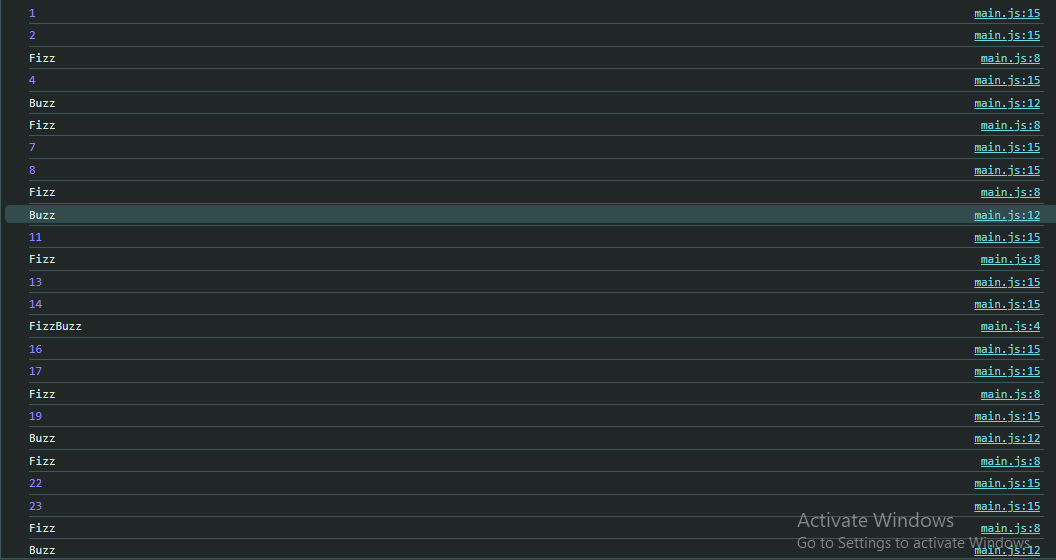 1 main.js:15
2 main.js:15
Fizz main.js:8
4 main.js:15
Buzz main.js:12
Fizz main.js:8
7 main.js:15
8 main.js:15
Fizz main.js:8
Buzz main.js:12
11 main.js:15
Fizz main.js:8
13 main.js:15
14 main.js:15
FizzBuzz main.js:4
16 main.js:15
17 main.js:15
Fizz main.js:8
19 main.js:15
Buzz main.js:12
Fizz main.js:8
22 main.js:15
23 main.js:15
Activate Windows
Fizz main.js:8
Go to Settings to activate Windows.
Buzz main.js:12